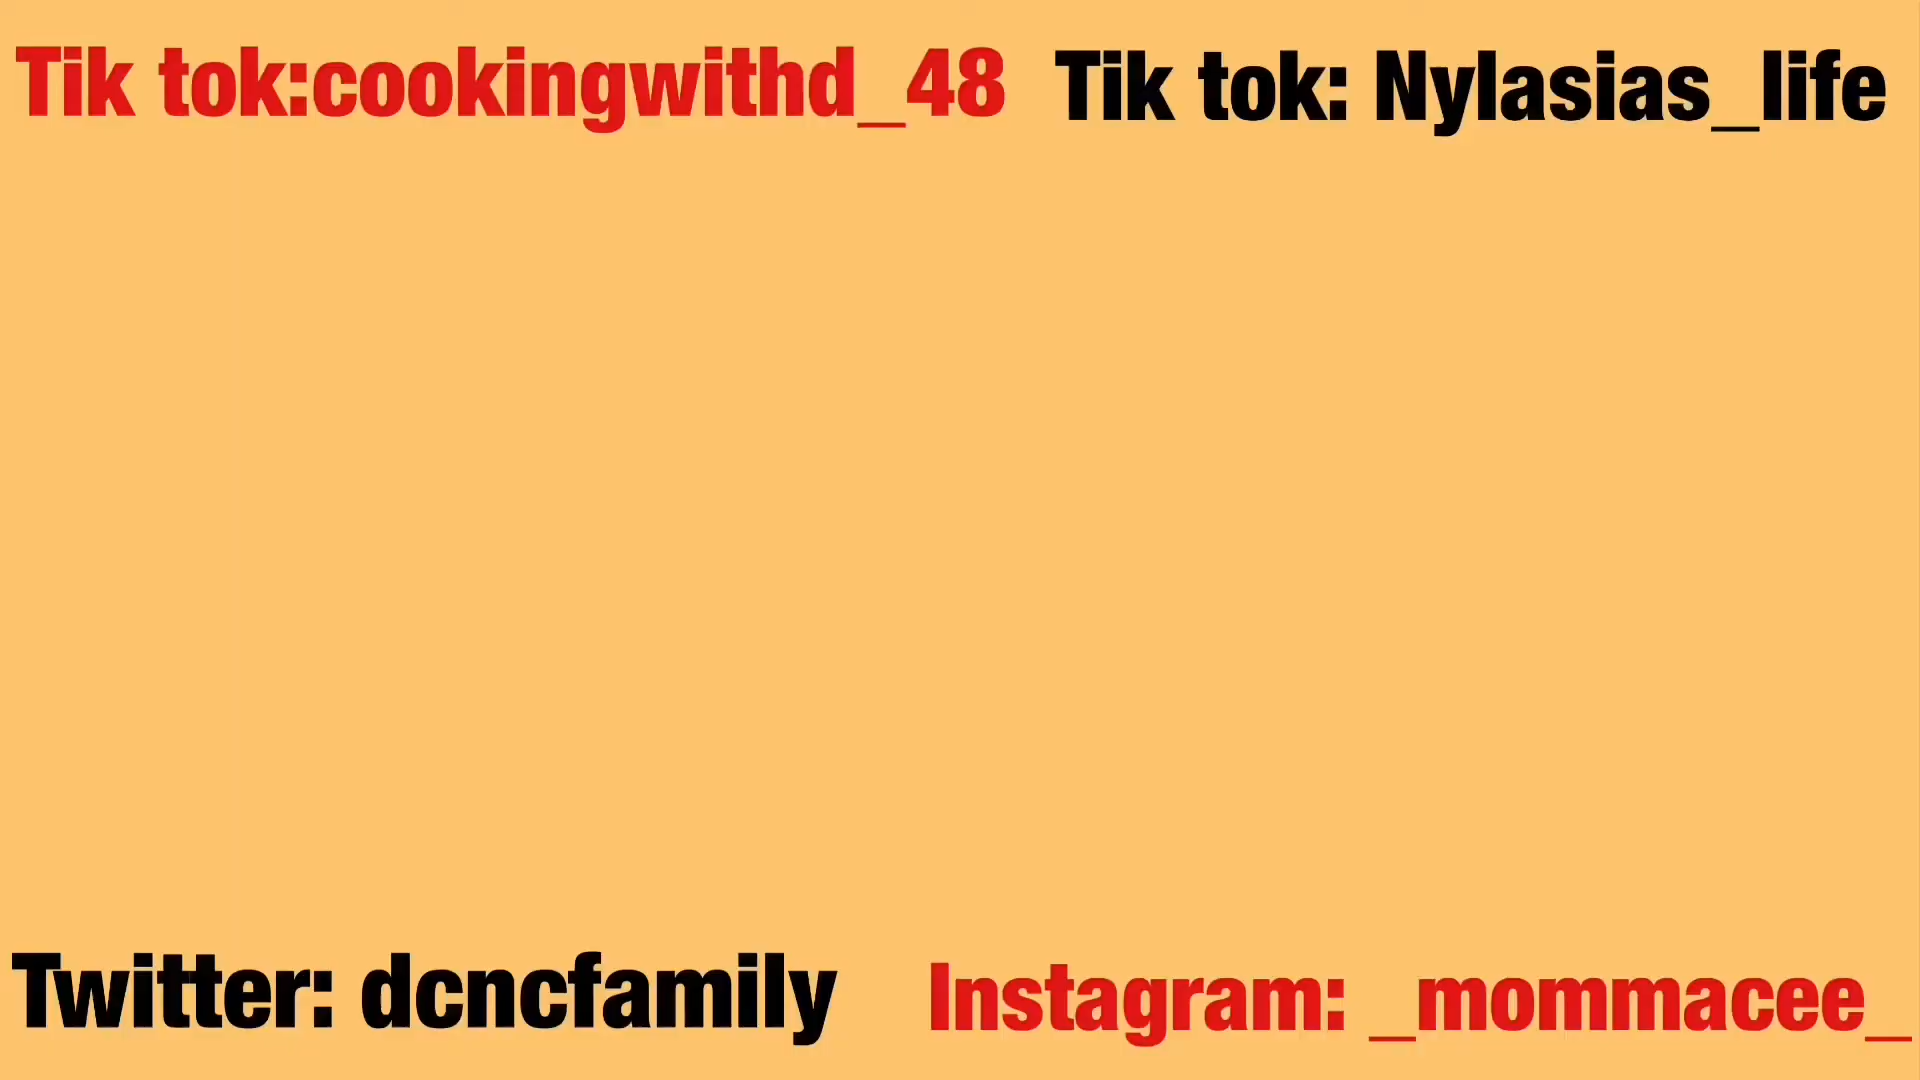 Tik tok:cookingwithd_48
Tik tok: Nylasias_life
Twitter: dcncfamily
Instagram: _mommacee_